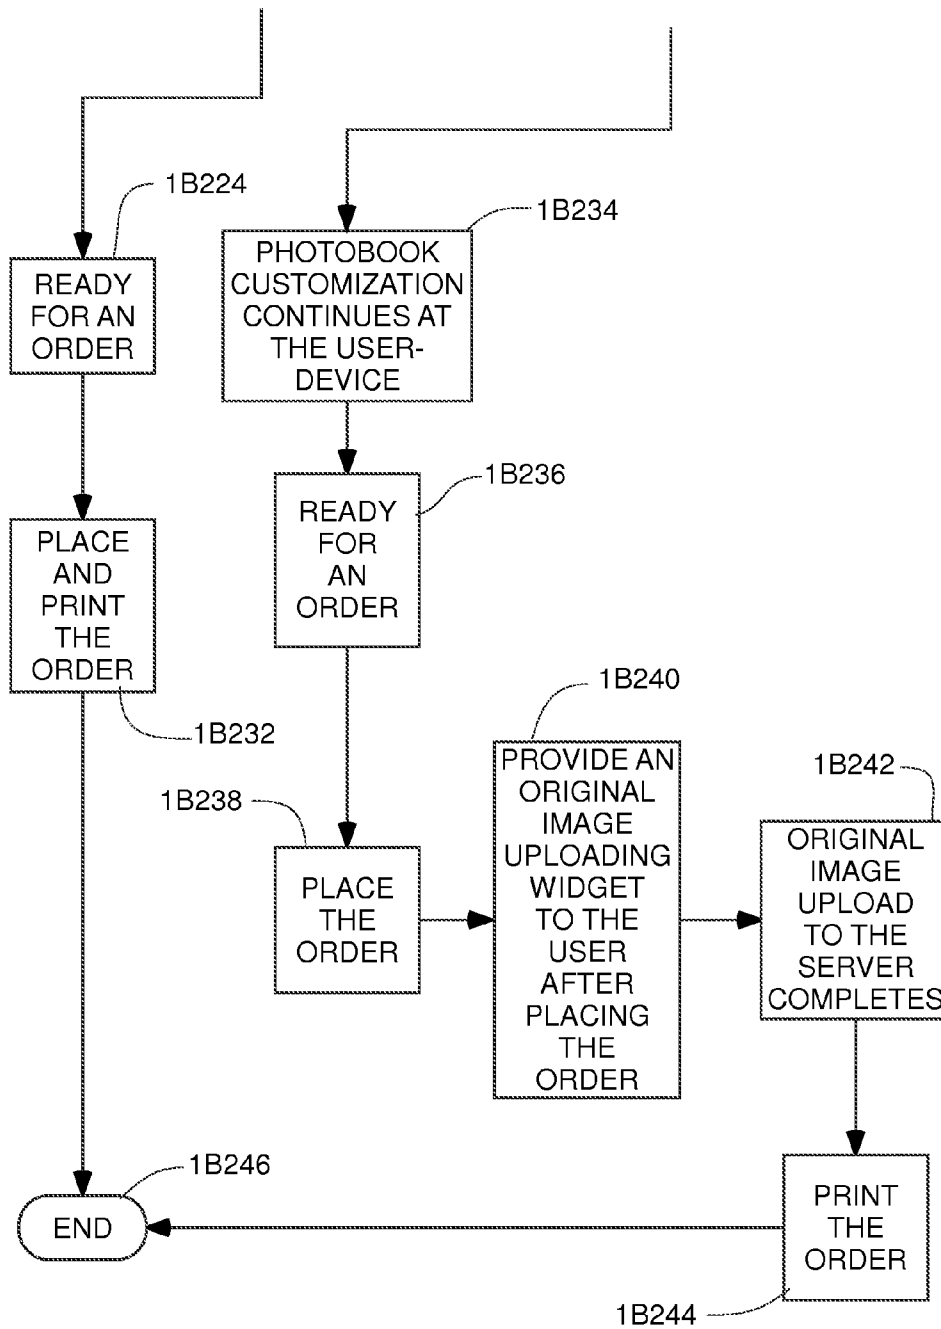 1B224
READY
FOR AN
ORDER
1B234
PHOTOBOOK
CUSTOMIZATION
CONTINUES AT
THE USER-
DEVICE
1B236
READY
FOR
AN
ORDER
PLACE
AND
PRINT
THE
ORDER
1B232
1B238
PLACE
THE
ORDER
1B240
PROVIDE AN
ORIGINAL
IMAGE
UPLOADING
WIDGET
TO THE
USER
AFTER
PLACING
THE
ORDER
1B242
ORIGINAL
IMAGE
UPLOAD
TO THE
SERVER
COMPLETES
1B246
END
PRINT
THE
ORDER
1B244